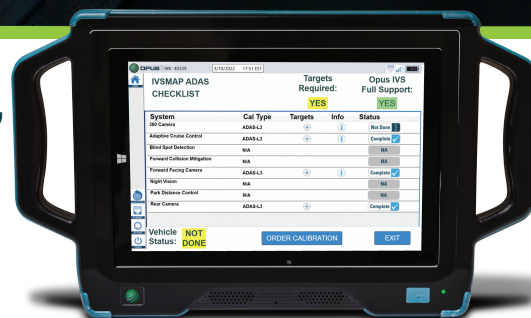 OPUS IVS 40339 3/10/2022 17:51 EST
IVSMAP ADAS CHECKLIST
Targets Required: YES
Opus IVS Full Support: YES
System Cal Type Targets Info Status
360 Camera ADAS-L3 i Not Done
Adaptive Cruise Control ADAS-L3 i Complete
Blind Spot Detection N/A NA
Forward Collision Mitigation N/A NA
Forward Facing Camera ADAS-L3 i Complete
Night Vision N/A NA
Park Distance Control N/A NA
Rear Camera ADAS-L3 Complete
Vehicle Status: NOT DONE
ORDER CALIBRATION
EXIT